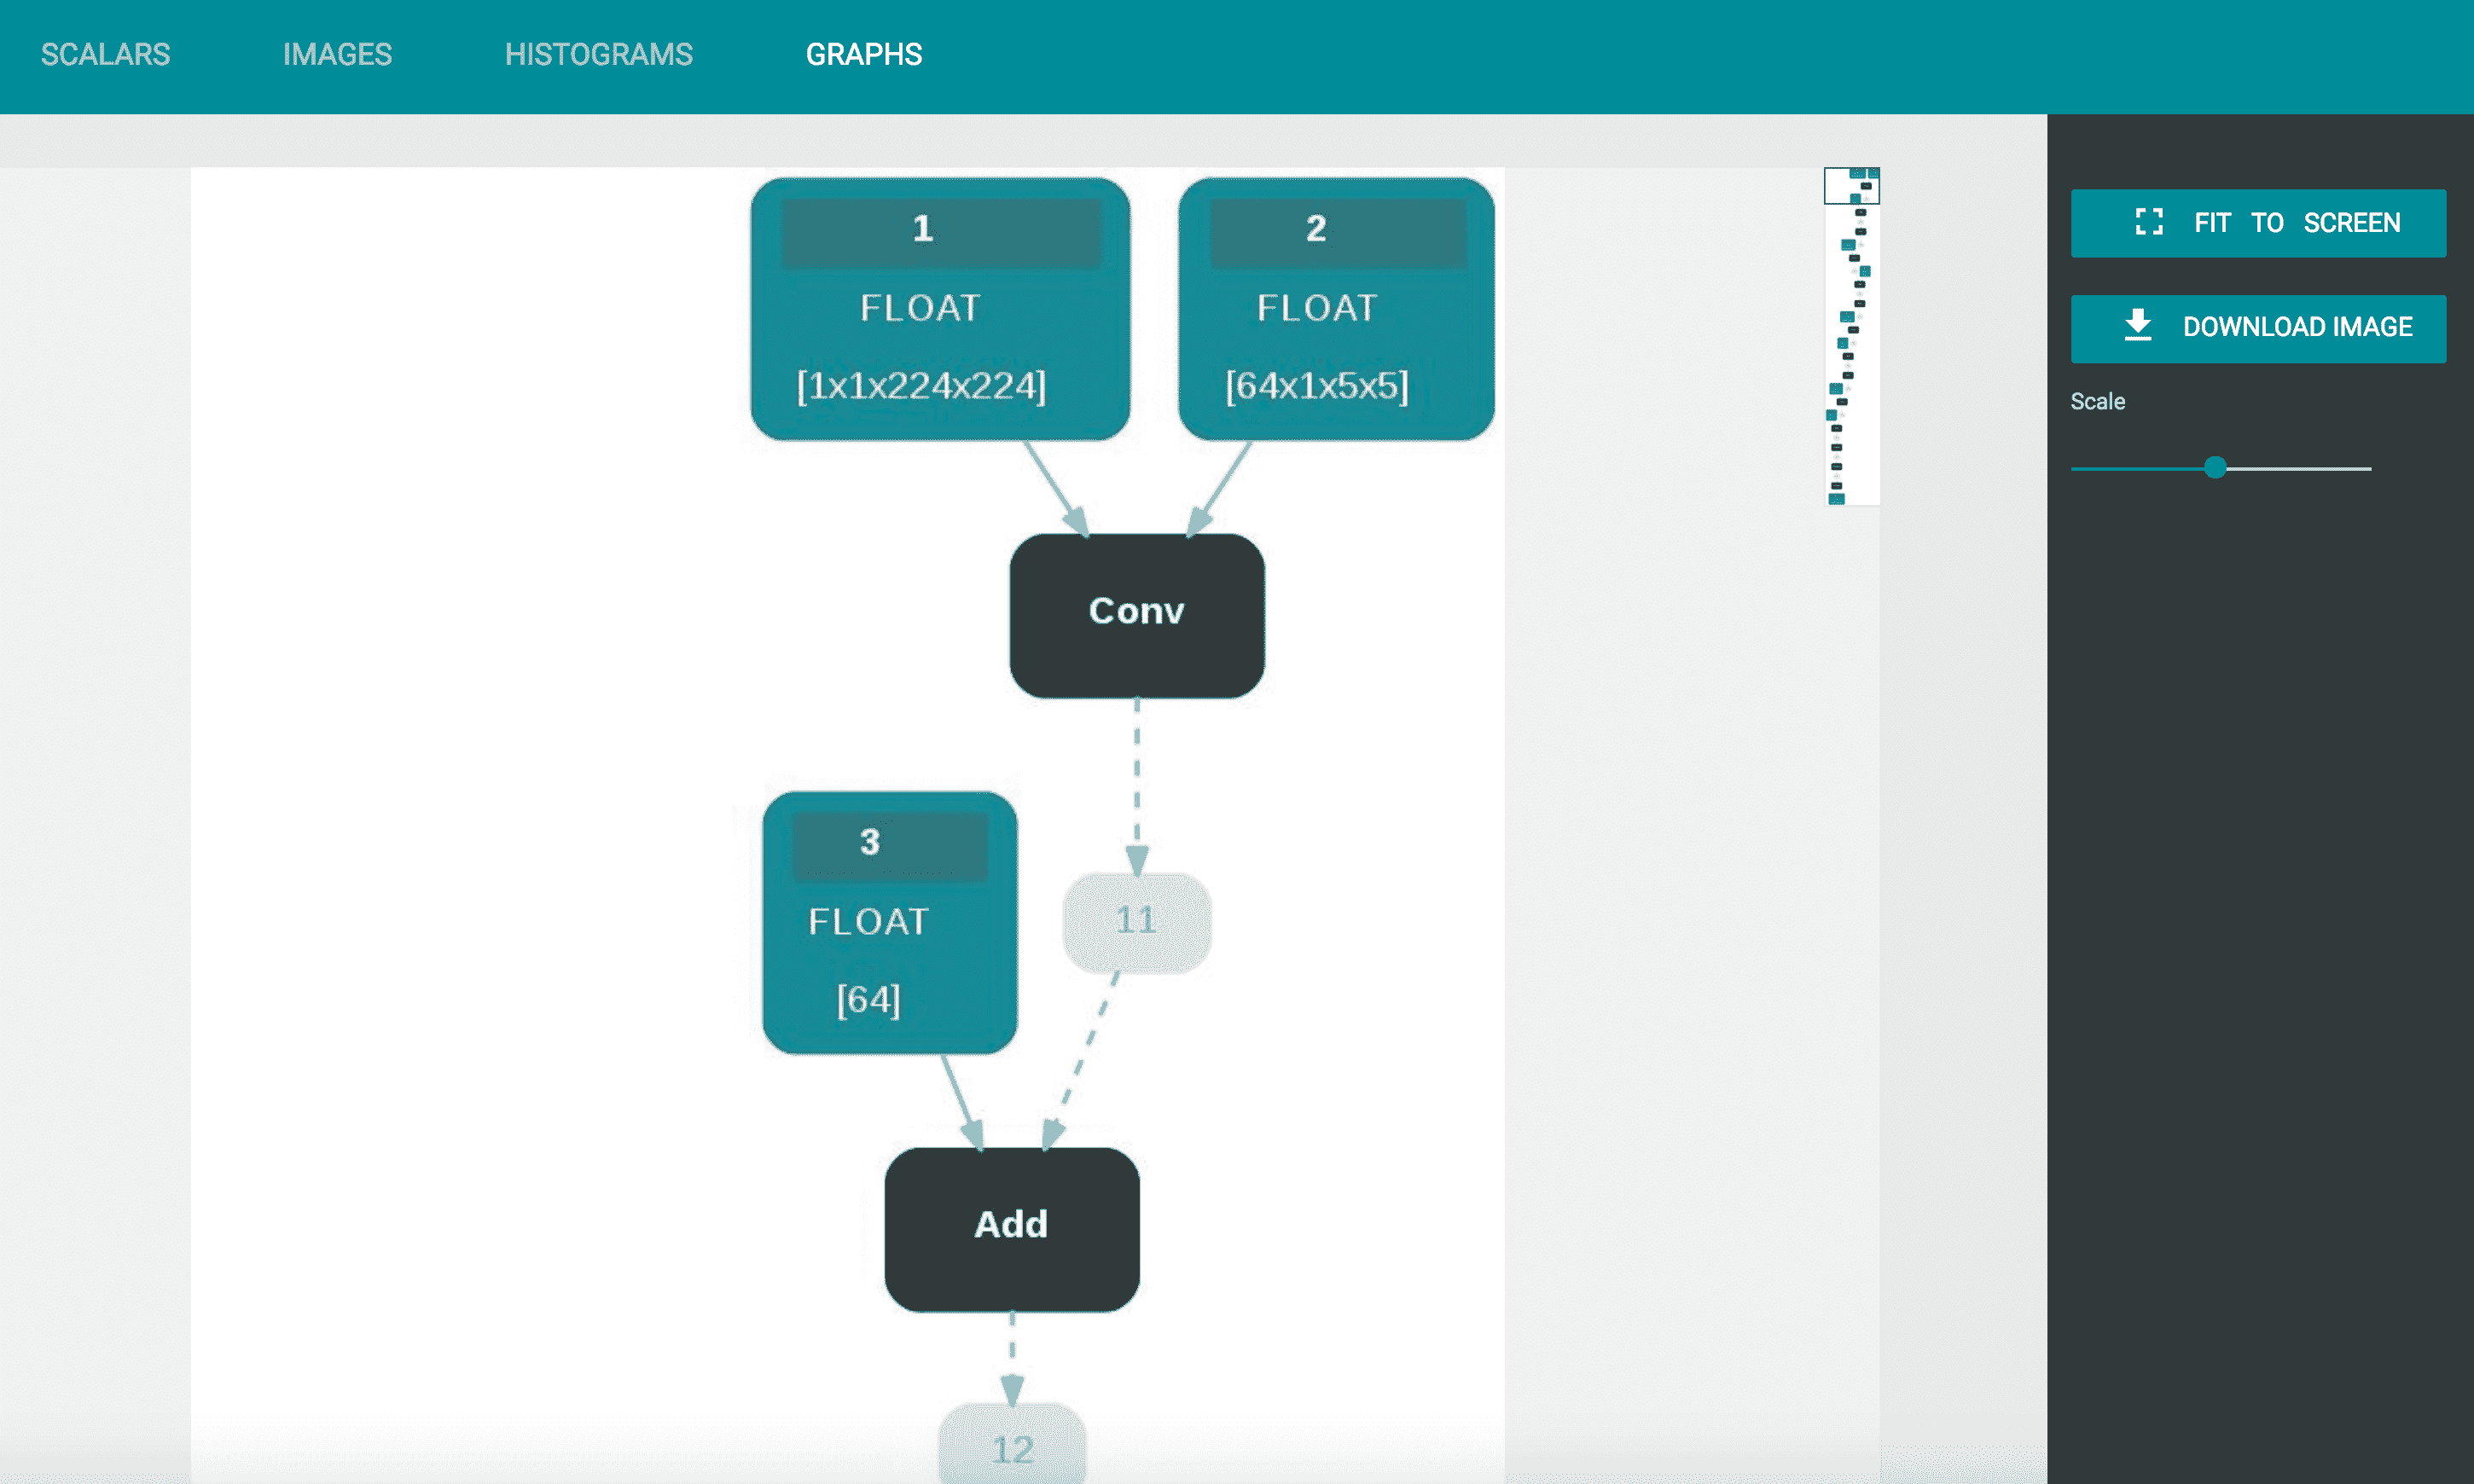 SCALARS IMAGES HISTOGRAMS GRAPHS
1
FLOAT
[1x1x224x224]
2
FLOAT
[64x1x5x5]
Conv
3
FLOAT
[64]
11
Add
12
FIT TO SCREEN
DOWNLOAD IMAGE
Scale